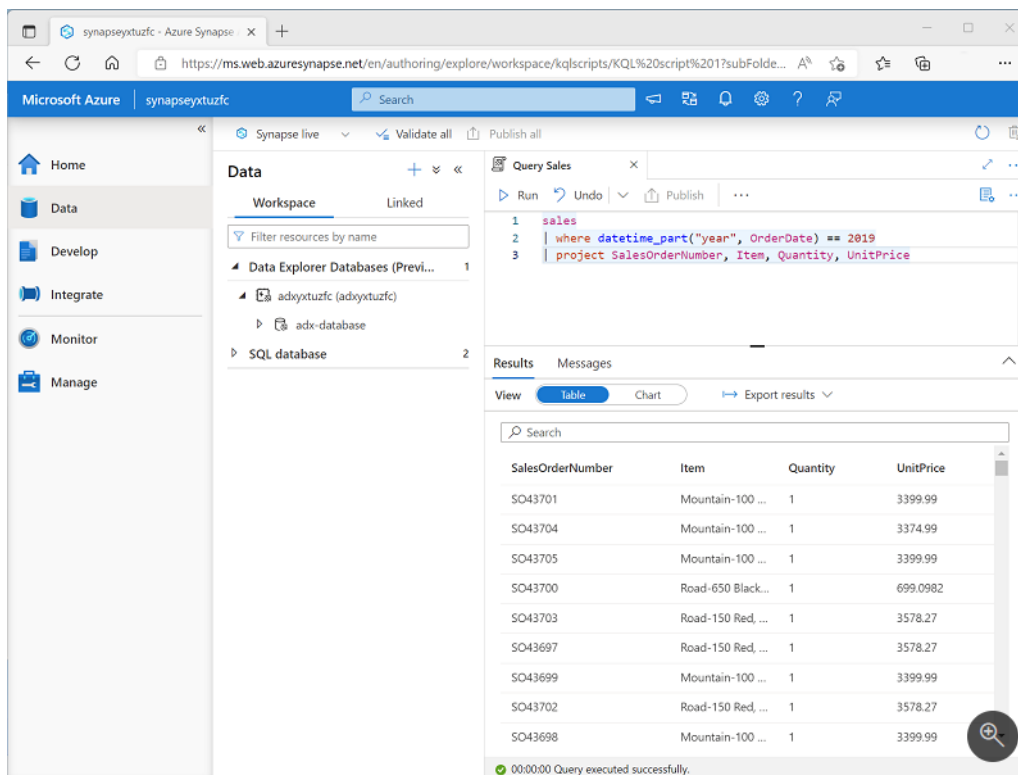 synapseyxtuzfc - Azure Synapse
https://ms.web.azuresynapse.net/en/authoring/explore/workspace/kqlscripts/KQL%20script%201?subFolde...
Microsoft Azure synapseyxtuzfc Search
Synapse live Validate all Publish all
Home
Data
Develop
Integrate
Monitor
Manage
Data
Workspace Linked
Filter resources by name
Data Explorer Databases (Previ... 1
adxyxtuzfc (adxyxtuzfc)
adx-database
SQL database 2
Query Sales
Run Undo Publish ...
1 sales
2 | where datetime_part("year", OrderDate) == 2019
3 | project SalesOrderNumber, Item, Quantity, UnitPrice
Results Messages
View Table Chart Export results
Search
SalesOrderNumber Item Quantity UnitPrice
SO43701 Mountain-100 ... 1 3399.99
SO43704 Mountain-100 ... 1 3374.99
SO43705 Mountain-100 ... 1 3399.99
SO43700 Road-650 Black... 1 699.0982
SO43703 Road-150 Red, ... 1 3578.27
SO43697 Road-150 Red, ... 1 3578.27
SO43699 Mountain-100 ... 1 3399.99
SO43702 Road-150 Red, ... 1 3578.27
SO43698 Mountain-100 ... 1 3399.99
00:00:00 Query executed successfully.